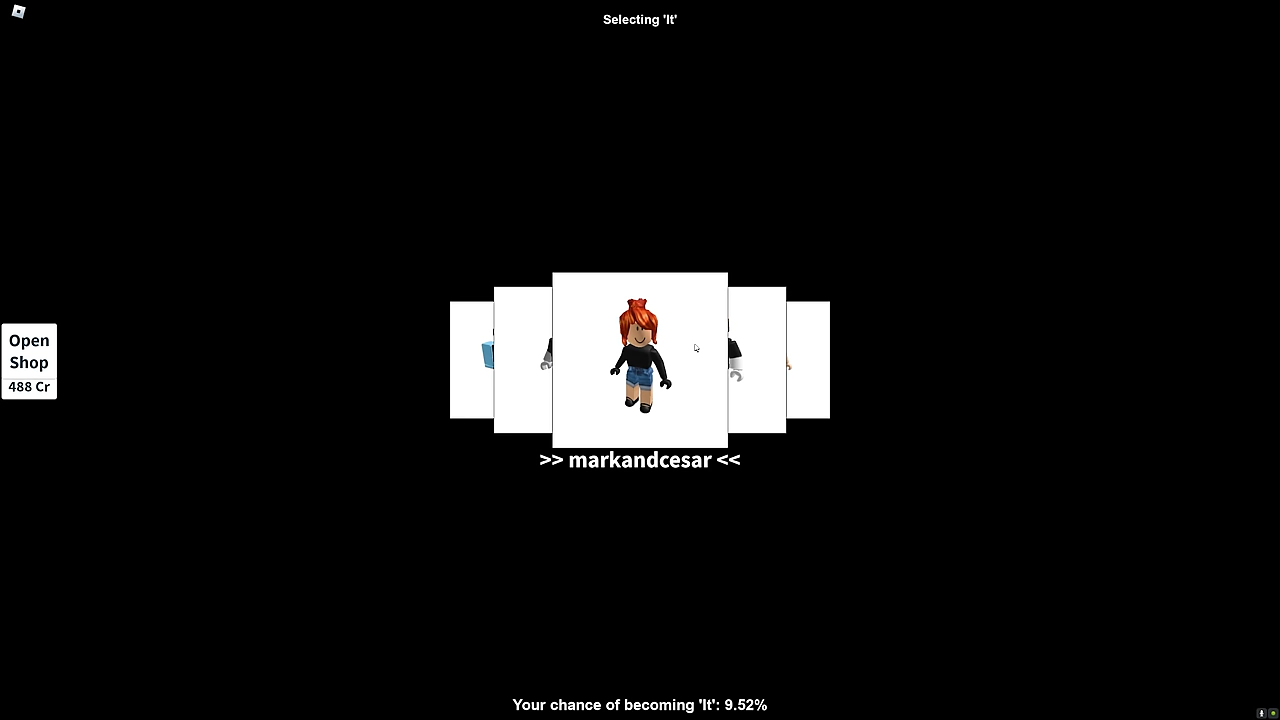 Selecting 'It'
Open
Shop
488 Cr
>> markandcesar <<
Your chance of becoming 'It': 9.52%